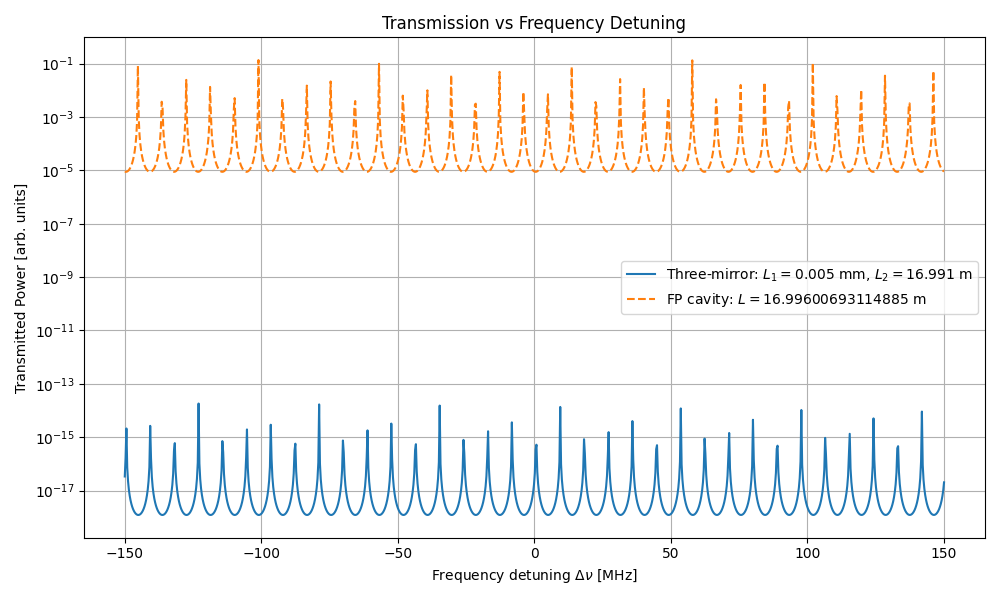 Transmission vs Frequency Detuning
Transmitted Power [arb. units]
10⁻¹
10⁻³
10⁻⁵
10⁻⁷
10⁻⁹
10⁻¹¹
10⁻¹³
10⁻¹⁵
10⁻¹⁷
Three-mirror: L₁ = 0.005 mm, L₂ = 16.991 m
FP cavity: L = 16.99600693114885 m
−150 −100 −50 0 50 100 150
Frequency detuning Δν [MHz]